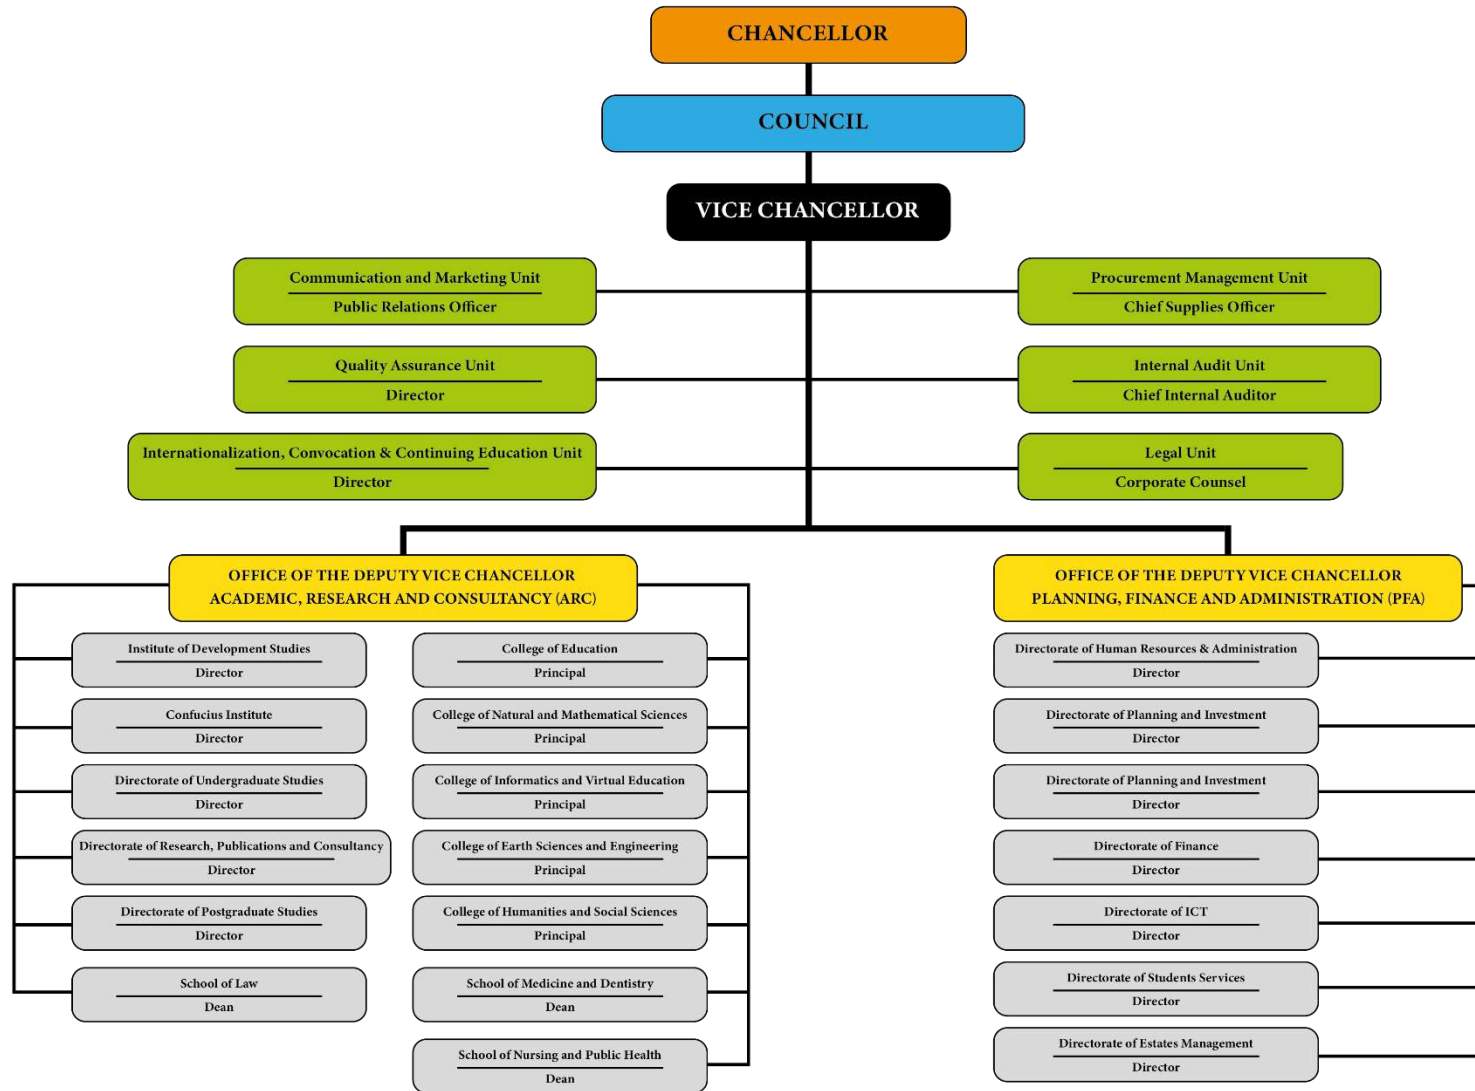 CHANCELLOR
COUNCIL
VICE CHANCELLOR
Communication and Marketing Unit
Public Relations Officer
Procurement Management Unit
Chief Supplies Officer
Quality Assurance Unit
Director
Internal Audit Unit
Chief Internal Auditor
Internationalization, Convocation & Continuing Education Unit
Director
Legal Unit
Corporate Counsel
OFFICE OF THE DEPUTY VICE CHANCELLOR
ACADEMIC, RESEARCH AND CONSULTANCY (ARC)
Institute of Development Studies
Director
Confucius Institute
Director
Directorate of Undergraduate Studies
Director
Directorate of Research, Publications and Consultancy
Director
Directorate of Postgraduate Studies
Director
School of Law
Dean
College of Education
Principal
College of Natural and Mathematical Sciences
Principal
College of Informatics and Virtual Education
Principal
College of Earth Sciences and Engineering
Principal
College of Humanities and Social Sciences
Principal
School of Medicine and Dentistry
Dean
School of Nursing and Public Health
Dean
OFFICE OF THE DEPUTY VICE CHANCELLOR
PLANNING, FINANCE AND ADMINISTRATION (PFA)
Directorate of Human Resources & Administration
Director
Directorate of Planning and Investment
Director
Directorate of Planning and Investment
Director
Directorate of Finance
Director
Directorate of ICT
Director
Directorate of Students Services
Director
Directorate of Estates Management
Director